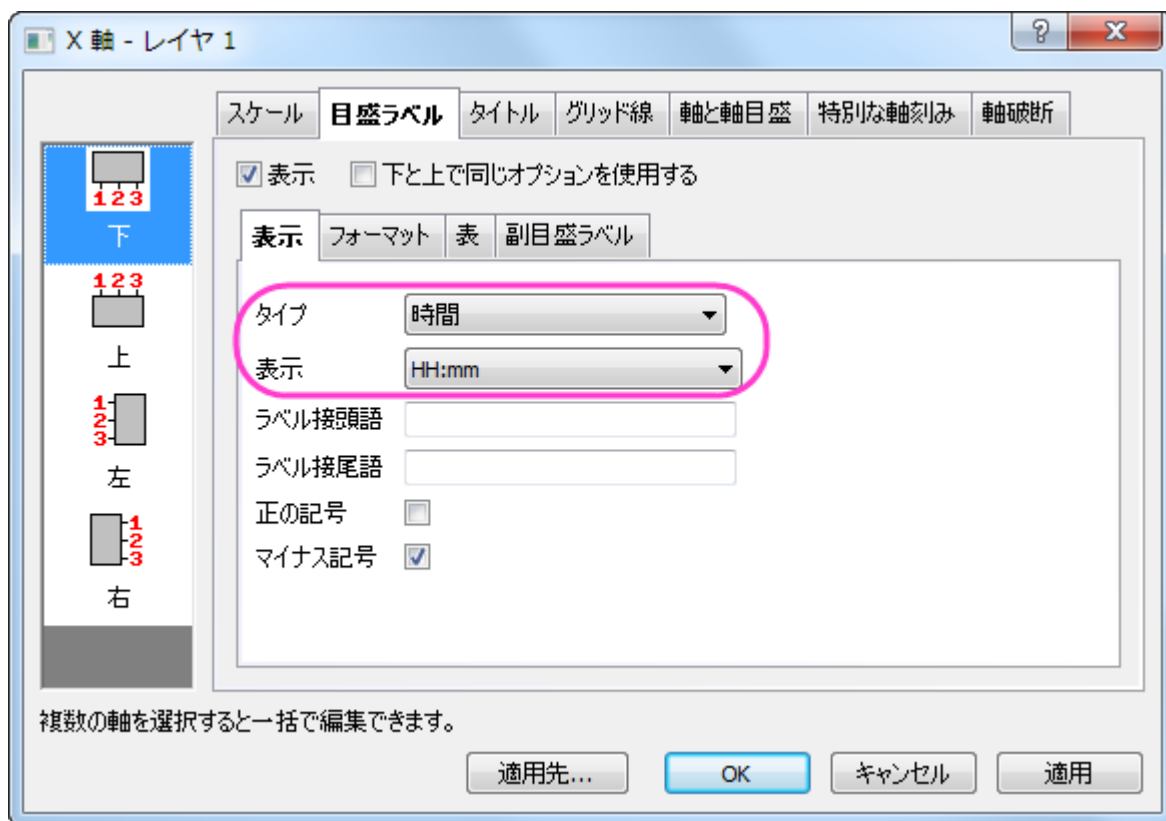 X 軸 - レイヤ 1
?
スケール 目盛ラベル タイトル グリッド線 軸と軸目盛 特別な軸刻み 軸破断
表示 下と上で同じオプションを使用する
1 2 3
下
1 2 3
上
1
2
3
左
1
2
3
右
表示 フォーマット 表 副目盛ラベル
タイプ 時間
表示 HH:mm
ラベル接頭語
ラベル接尾語
正の記号
マイナス記号
複数の軸を選択すると一括で編集できます。
適用先... OK キャンセル 適用